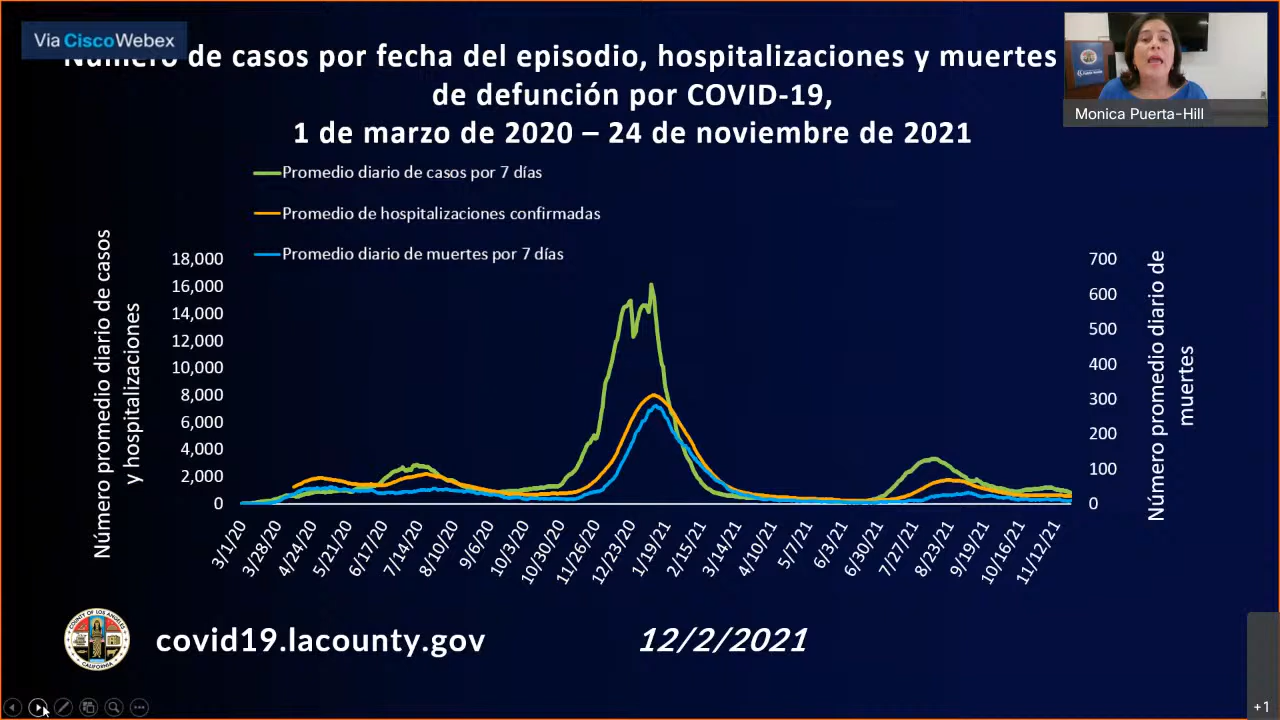 Via CiscoWebex
Número de casos por fecha del episodio, hospitalizaciones y muertes
de defunción por COVID-19,
1 de marzo de 2020 – 24 de noviembre de 2021
Monica Puerta-Hill
Promedio diario de casos por 7 días
Promedio de hospitalizaciones confirmadas
Promedio diario de muertes por 7 días
Número promedio diario de casos
y hospitalizaciones
18,000
16,000
14,000
12,000
10,000
8,000
6,000
4,000
2,000
0
700
600
500
400
300
200
100
0
Número promedio diario de
muertes
3/1/20
3/28/20
4/24/20
5/21/20
6/17/20
7/14/20
8/10/20
9/6/20
10/3/20
10/30/20
11/26/20
12/23/20
1/19/21
2/15/21
3/14/21
4/10/21
5/7/21
6/3/21
6/30/21
7/27/21
8/23/21
9/19/21
10/16/21
11/12/21
COUNTY OF LOS ANGELES
CALIFORNIA
covid19.lacounty.gov
12/2/2021
+1